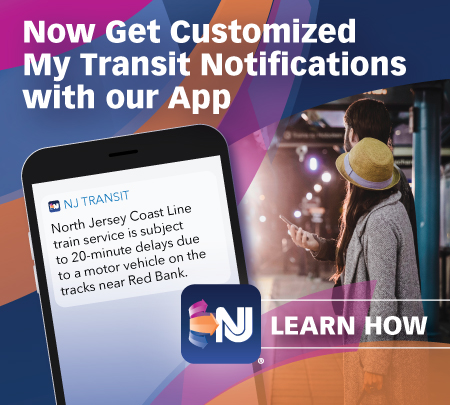 Now Get Customized
My Transit Notifications
with our App
NJ TRANSIT
North Jersey Coast Line
train service is subject
to 20-minute delays due
to a motor vehicle on the
tracks near Red Bank.
NJ
®
LEARN HOW